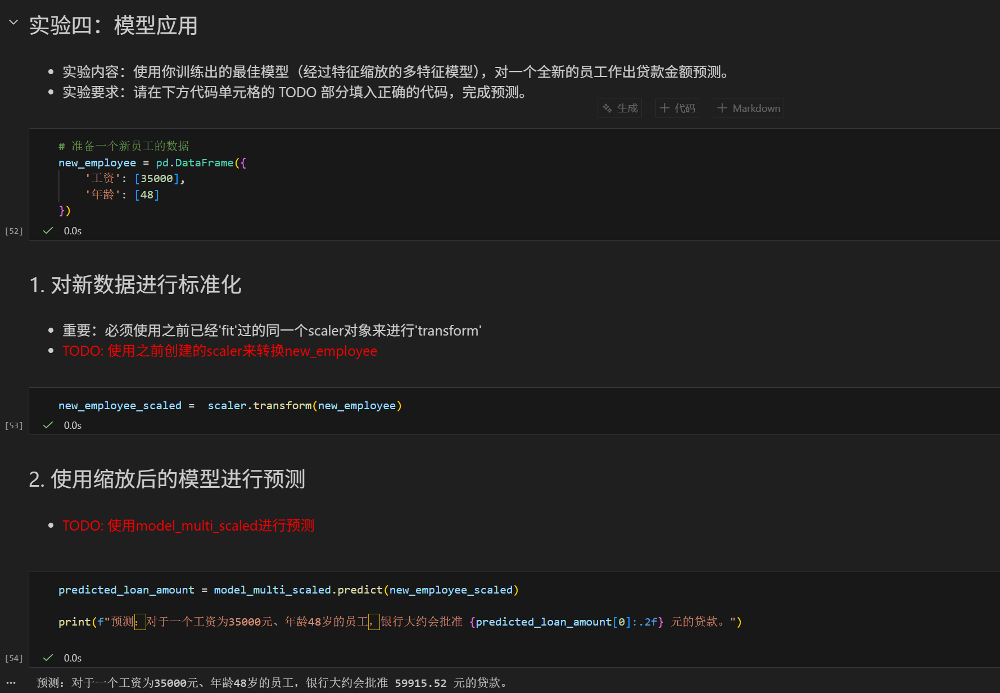 实验四：模型应用
• 实验内容：使用你训练出的最佳模型（经过特征缩放的多特征模型），对一个全新的员工作出贷款金额预测。
• 实验要求：请在下方代码单元格的 TODO 部分填入正确的代码，完成预测。
生成 + 代码 + Markdown
# 准备一个新员工的数据
new_employee = pd.DataFrame({
    '工资': [35000],
    '年龄': [48]
})
[52] ✓ 0.0s
1. 对新数据进行标准化
• 重要：必须使用之前已经'fit'过的同一个scaler对象来进行'transform'
• TODO: 使用之前创建的scaler来转换new_employee
new_employee_scaled =  scaler.transform(new_employee)
[53] ✓ 0.0s
2. 使用缩放后的模型进行预测
• TODO: 使用model_multi_scaled进行预测
predicted_loan_amount = model_multi_scaled.predict(new_employee_scaled)
print(f"预测：对于一个工资为35000元、年龄48岁的员工，银行大约会批准 {predicted_loan_amount[0]:.2f} 元的贷款。")
[54] ✓ 0.0s
··· 预测：对于一个工资为35000元、年龄48岁的员工，银行大约会批准 59915.52 元的贷款。